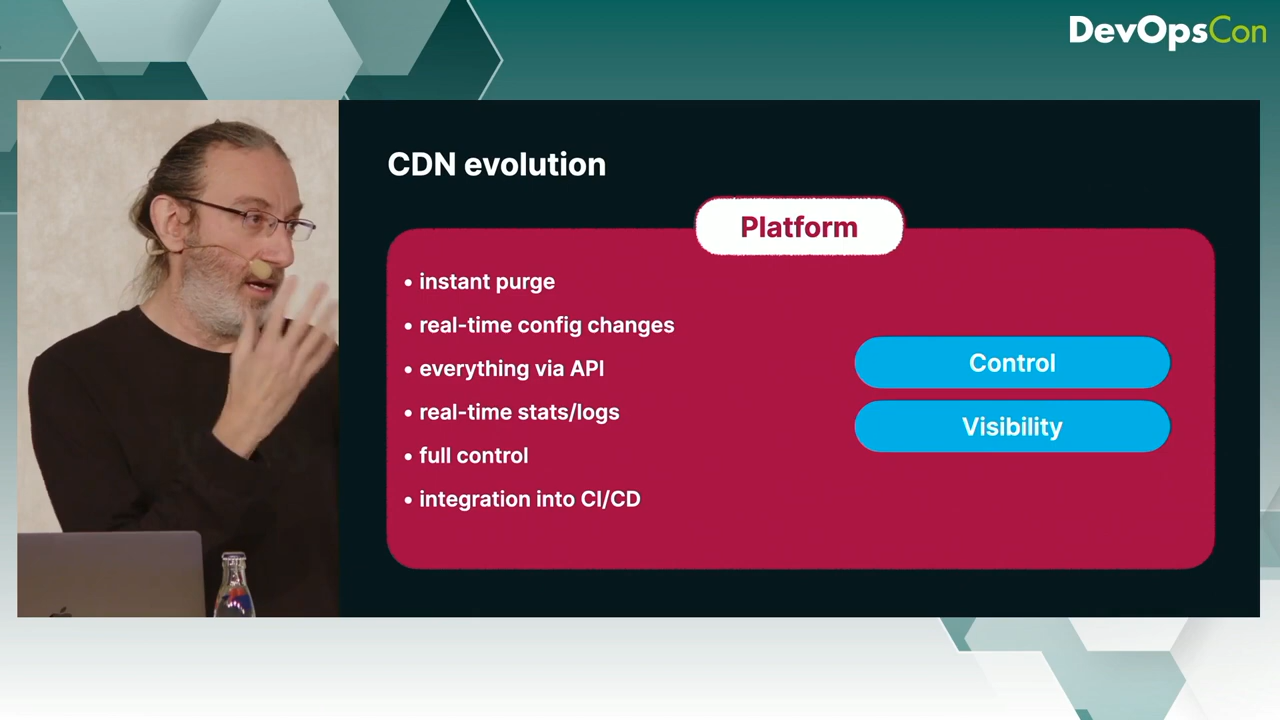 DevOpsCon
CDN evolution
Platform
• instant purge
• real-time config changes
• everything via API
• real-time stats/logs
• full control
• integration into CI/CD
Control
Visibility